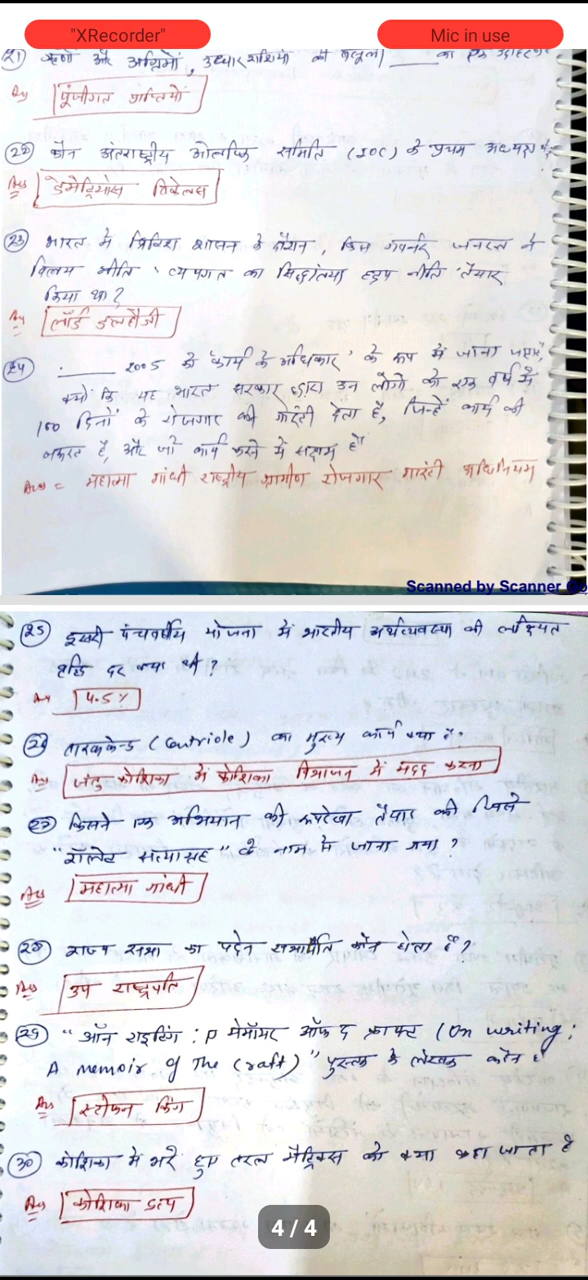 "XRecorder"
Mic in use
(21) ऋणों और अग्रिमों, उधार राशियों की वसूली ____ का एक उदाहरण
Ans पूंजीगत प्राप्तियों
(22) कौन अंतराष्ट्रीय ओलंपिक समिति (IOC) के प्रथम अध्यक्ष थे
Ans डेमेट्रियोस विकेलस
(23) भारत में ब्रिटिश शासन के दौरान, किस गवर्नर जनरल ने
विलय नीति, व्यपगत का सिद्धांतया हड़प नीति तैयार
किया था?
Ans लॉर्ड डलहौजी
(24) ____ 2005 को 'कार्य के अधिकार' के रूप में जाना जाता है,
क्यों कि यह भारत सरकार द्वारा उन लोगों को एक वर्ष में
100 दिनों के रोजगार की गारंटी देता है, जिन्हें कार्य की
जरूरत है, और जो कार्य करने में सक्षम है
Ans = महात्मा गांधी राष्ट्रीय ग्रामीण रोजगार गारंटी अधिनियम
Scanned by Scanner Go
(25) दूसरी पंचवर्षीय योजना में भारतीय अर्थव्यवस्था की लक्षित
वृद्धि दर क्या थी?
Ans 4.5%
(26) तारककेन्द्र (Centriole) का मुख्य कार्य क्या है?
Ans जंतु कोशिका में कोशिका विभाजन में मदद करना
(27) किसने एक अभियान की रूपरेखा तैयार की जिसे
"रॉलेट सत्याग्रह" के नाम से जाना गया?
Ans महात्मा गांधी
(28) राज्य सभा का पदेन सभापति कौन होता है?
Ans उप राष्ट्रपति
(29) "ऑन राइटिंग: ए मेमॉयर ऑफ द क्राफ्ट (On writing:
A memoir of The Craft)" पुस्तक के लेखक कौन है
Ans स्टीफन किंग
(30) कोशिका में भरे हुए तरल मैट्रिक्स को क्या कहा जाता है
Ans कोशिका द्रव्य
4 / 4